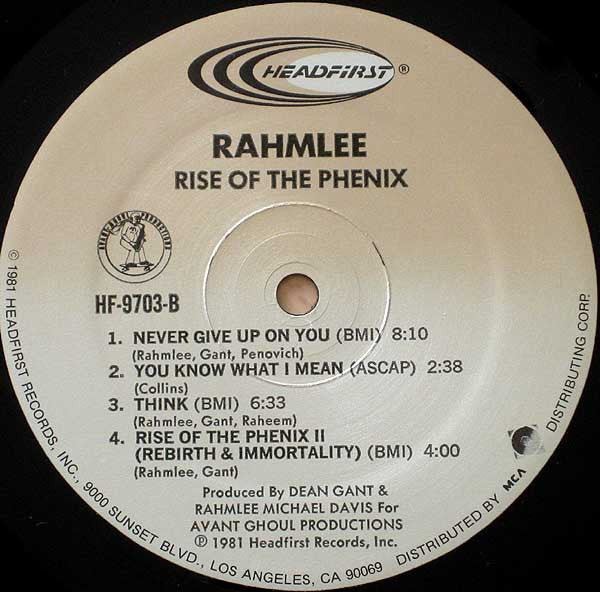 HEADFIRST®
RAHMLEE
RISE OF THE PHENIX
AVANT GHOUL PRODUCTIONS
HF-9703-B
1. NEVER GIVE UP ON YOU (BMI) 8:10
(Rahmlee, Gant, Penovich)
2. YOU KNOW WHAT I MEAN (ASCAP) 2:38
(Collins)
3. THINK (BMI) 6:33
(Rahmlee, Gant, Raheem)
4. RISE OF THE PHENIX II
(REBIRTH & IMMORTALITY) (BMI) 4:00
(Rahmlee, Gant)
Produced By DEAN GANT &
RAHMLEE MICHAEL DAVIS For
AVANT GHOUL PRODUCTIONS
℗ 1981 Headfirst Records, Inc.
© 1981 HEADFIRST RECORDS, INC., 9000 SUNSET BLVD., LOS ANGELES, CA 90069 DISTRIBUTED BY MCA DISTRIBUTING CORP.